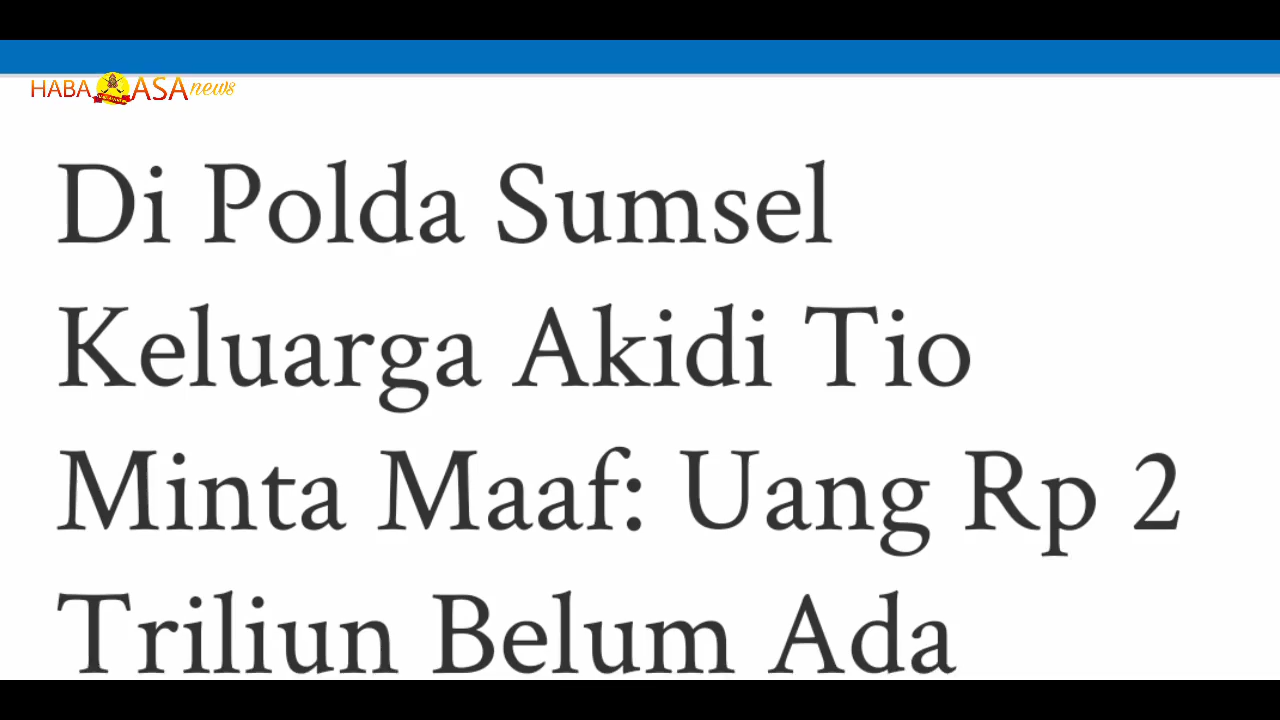 HABA ASA news
Di Polda Sumsel
Keluarga Akidi Tio
Minta Maaf: Uang Rp 2
Triliun Belum Ada